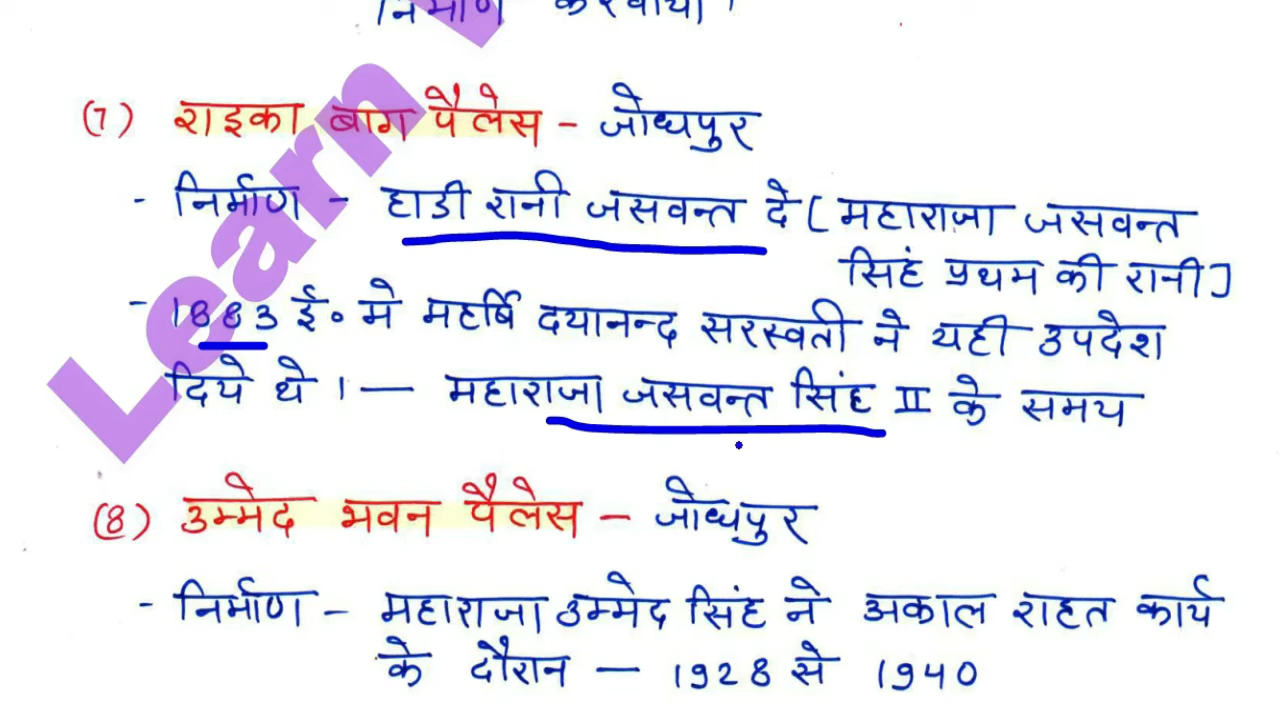 निर्माण करवाया।
(7) राइका बाग पैलेस - जोधपुर
- निर्माण - हाडी रानी जसवन्त दे [महाराजा जसवन्त
सिहं प्रथम की रानी]
- 1883 ई० मे महर्षि दयानन्द सरस्वती ने यही उपदेश
दिये थे। — महाराजा जसवन्त सिंह II के समय
(8) उम्मेद भवन पैलेस - जोधपुर
- निर्माण - महाराजा उम्मेद सिंह ने अकाल राहत कार्य
के दौरान — 1928 से 1940
Learn